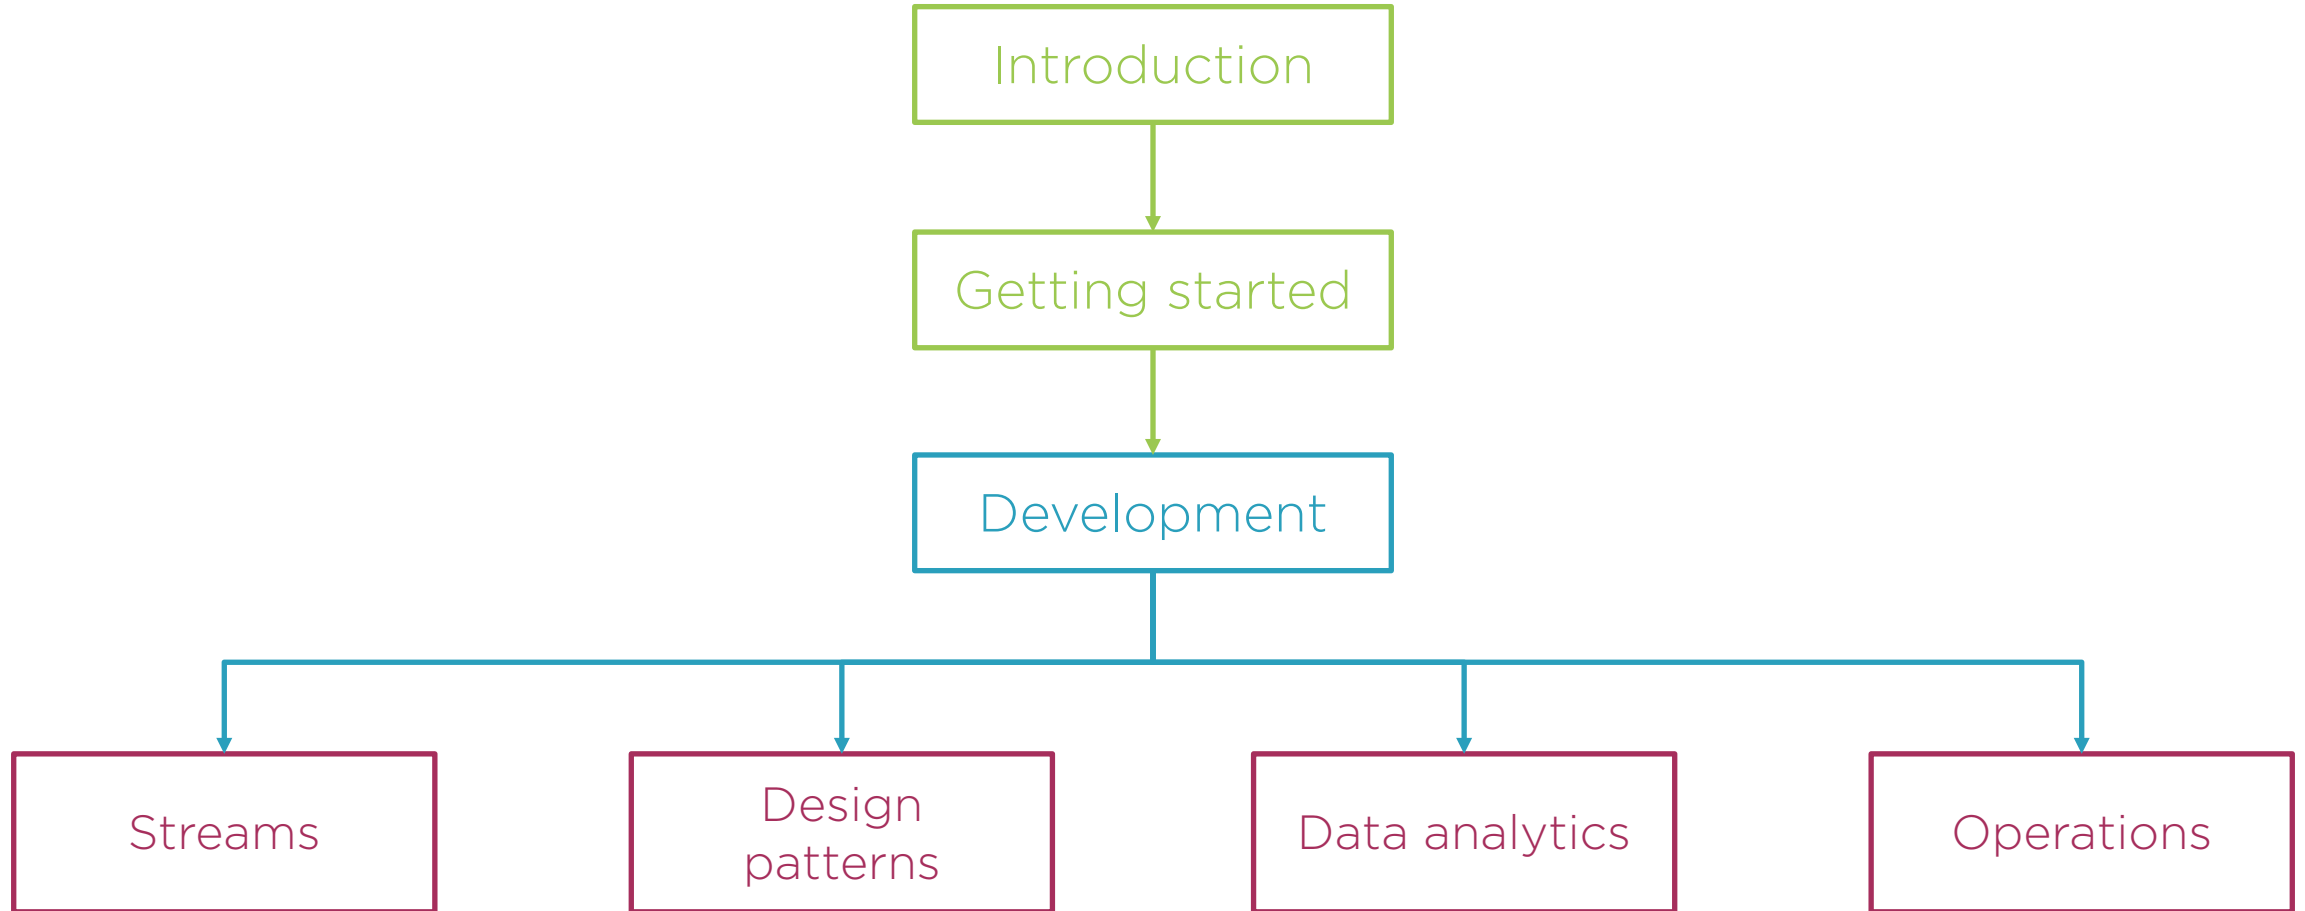 Introduction
Getting started
Development
Streams
Design
patterns
Data analytics
Operations